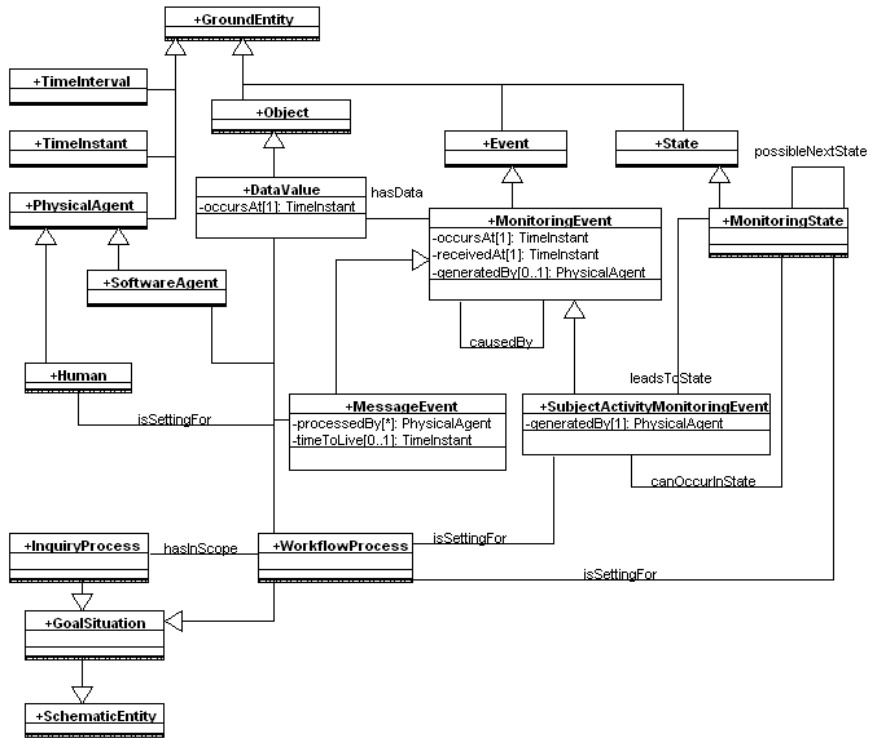 +GroundEntity
+TimeInterval
+Object
+TimeInstant
+Event
+State
possibleNextState
+PhysicalAgent
+DataValue
-occursAt[1]: TimeInstant
hasData
+MonitoringEvent
-occursAt[1]: TimeInstant
-receivedAt[1]: TimeInstant
-generatedBy[0..1]: PhysicalAgent
+MonitoringState
+SoftwareAgent
causedBy
+Human
leadsToState
isSettingFor
+MessageEvent
-processedBy[*]: PhysicalAgent
-timeToLive[0..1]: TimeInstant
+SubjectActivityMonitoringEvent
-generatedBy[1]: PhysicalAgent
canOccurInState
+InquiryProcess
hasInScope
+WorkflowProcess
isSettingFor
isSettingFor
+GoalSituation
+SchematicEntity